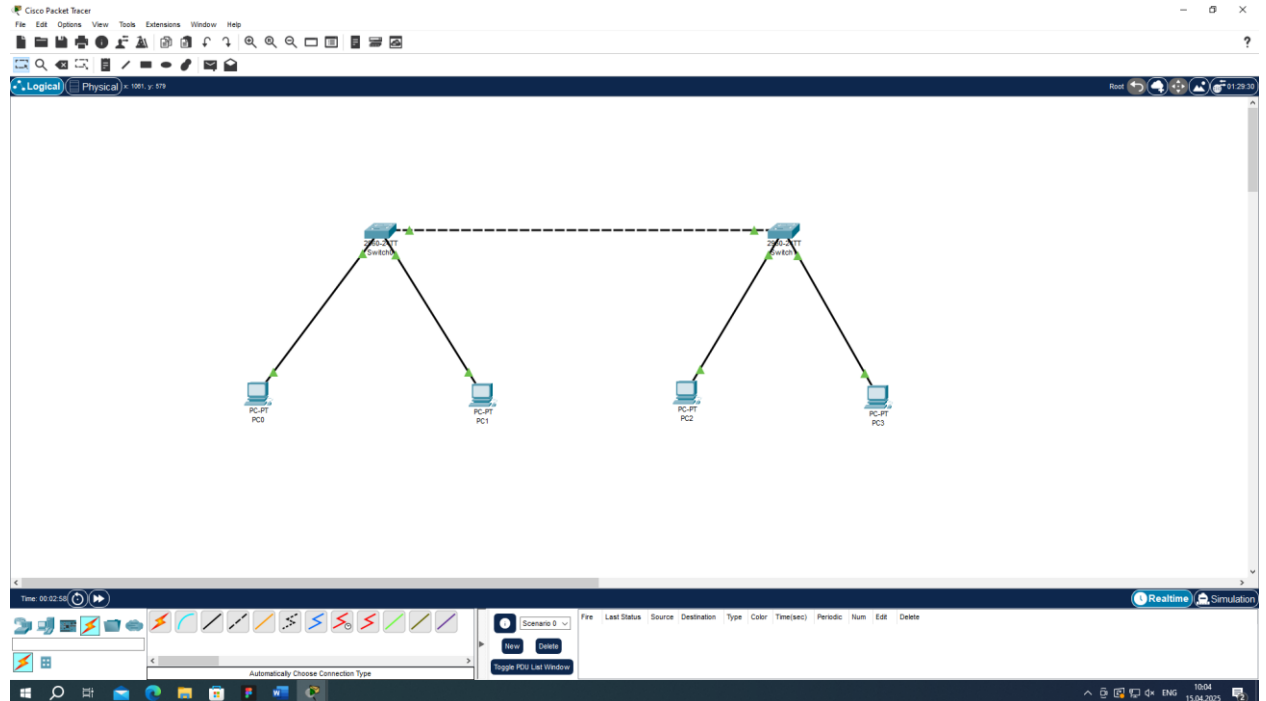 Cisco Packet Tracer
File Edit Options View Tools Extensions Window Help
?
Logical Physical x: 1061, y: 579
Root 01:29:30
2960-24TT
Switch0
2960-24TT
PC-PT
PC0
PC-PT
PC1
PC-PT
PC2
PC-PT
PC3
Time: 00:02:58
Realtime Simulation
Scenario 0
New Delete
Toggle PDU List Window
Fire Last Status Source Destination Type Color Time(sec) Periodic Num Edit Delete
Automatically Choose Connection Type
ENG
10:04
15.04.2025